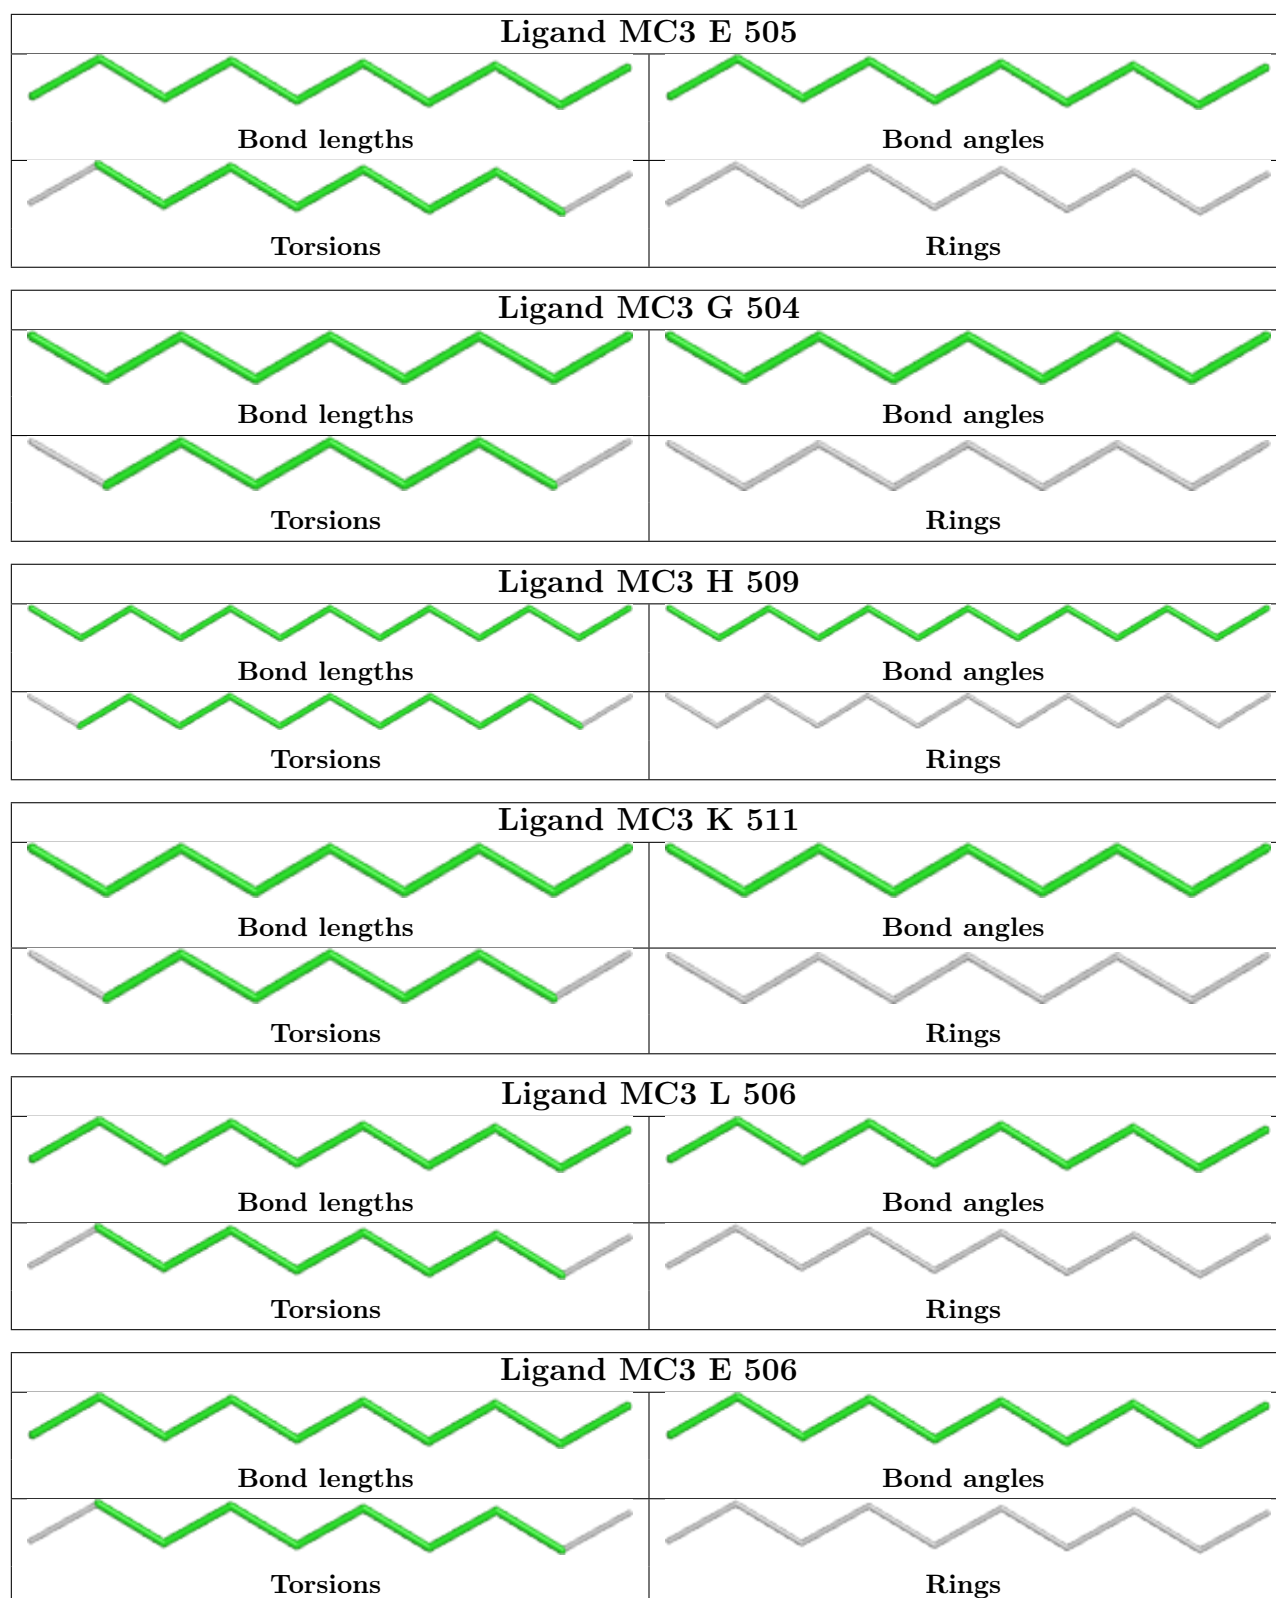 Ligand MC3 E 505
Bond lengths Bond angles
Torsions Rings
Ligand MC3 G 504
Bond lengths Bond angles
Torsions Rings
Ligand MC3 H 509
Bond lengths Bond angles
Torsions Rings
Ligand MC3 K 511
Bond lengths Bond angles
Torsions Rings
Ligand MC3 L 506
Bond lengths Bond angles
Torsions Rings
Ligand MC3 E 506
Bond lengths Bond angles
Torsions Rings